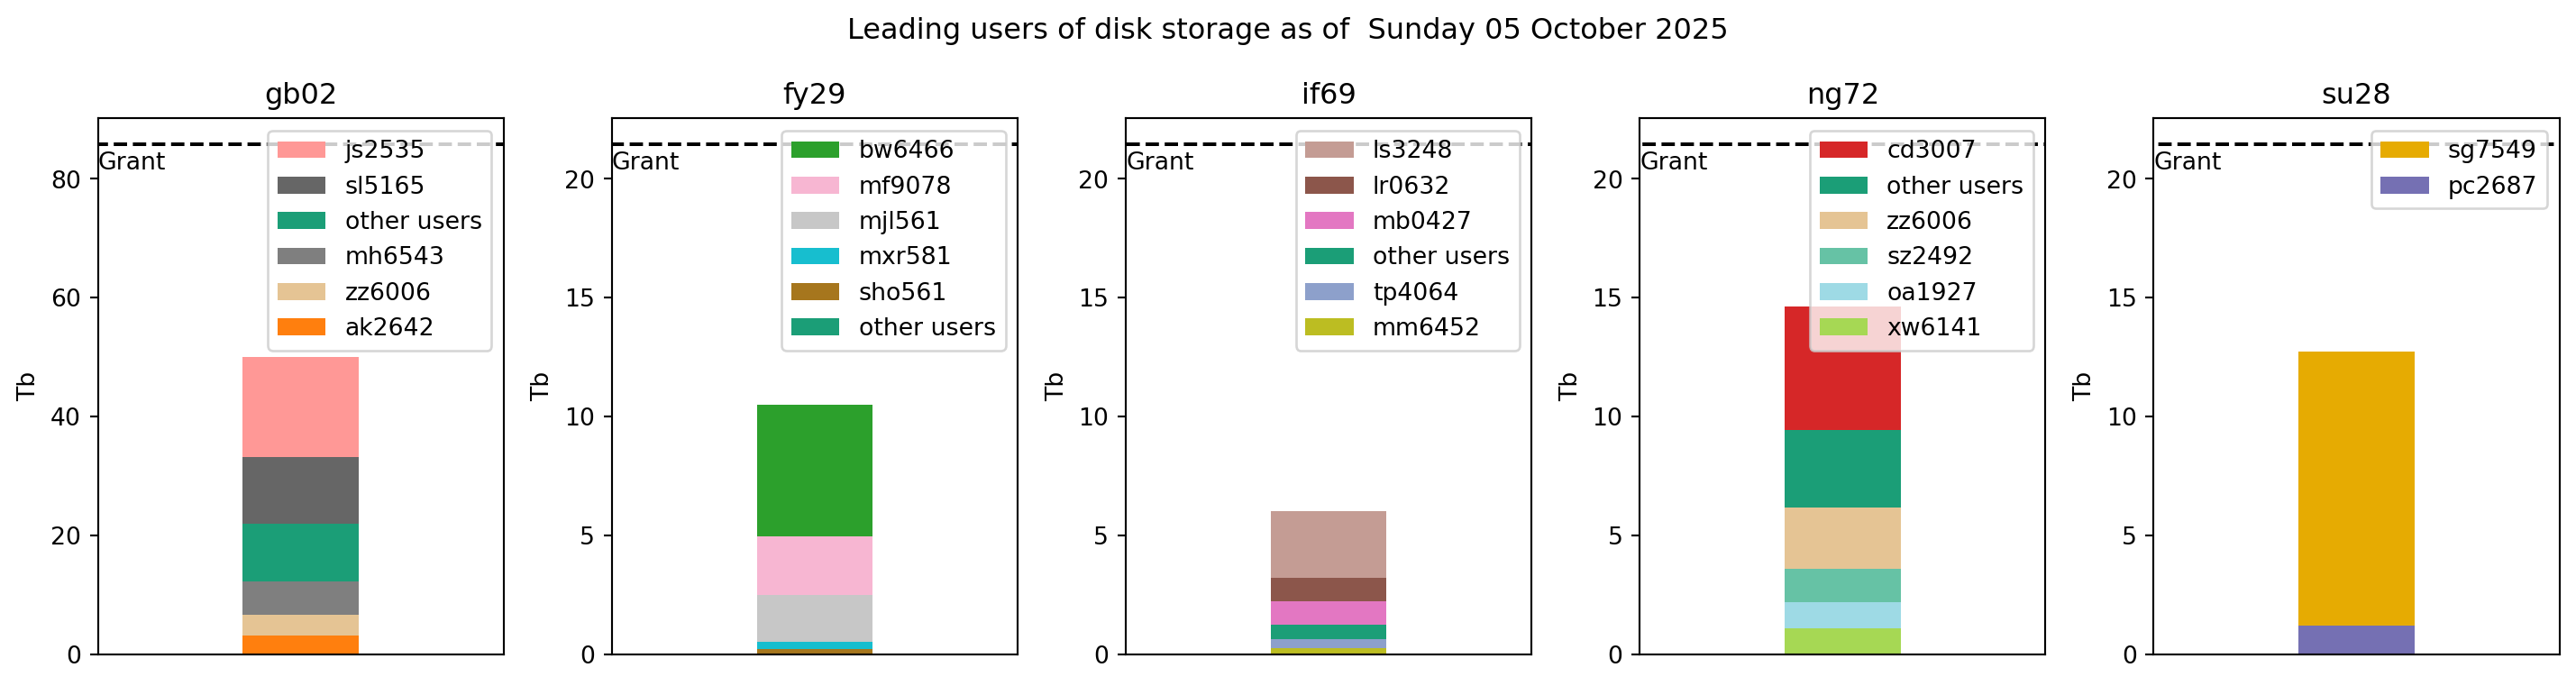 Leading users of disk storage as of  Sunday 05 October 2025
gb02
Grant
js2535
sl5165
other users
mh6543
zz6006
ak2642
80
60
40
20
0
Tb
fy29
Grant
bw6466
mf9078
mjl561
mxr581
sho561
other users
20
15
10
5
0
Tb
if69
Grant
ls3248
lr0632
mb0427
other users
tp4064
mm6452
20
15
10
5
0
Tb
ng72
Grant
cd3007
other users
zz6006
sz2492
oa1927
xw6141
20
15
10
5
0
Tb
su28
Grant
sg7549
pc2687
20
15
10
5
0
Tb